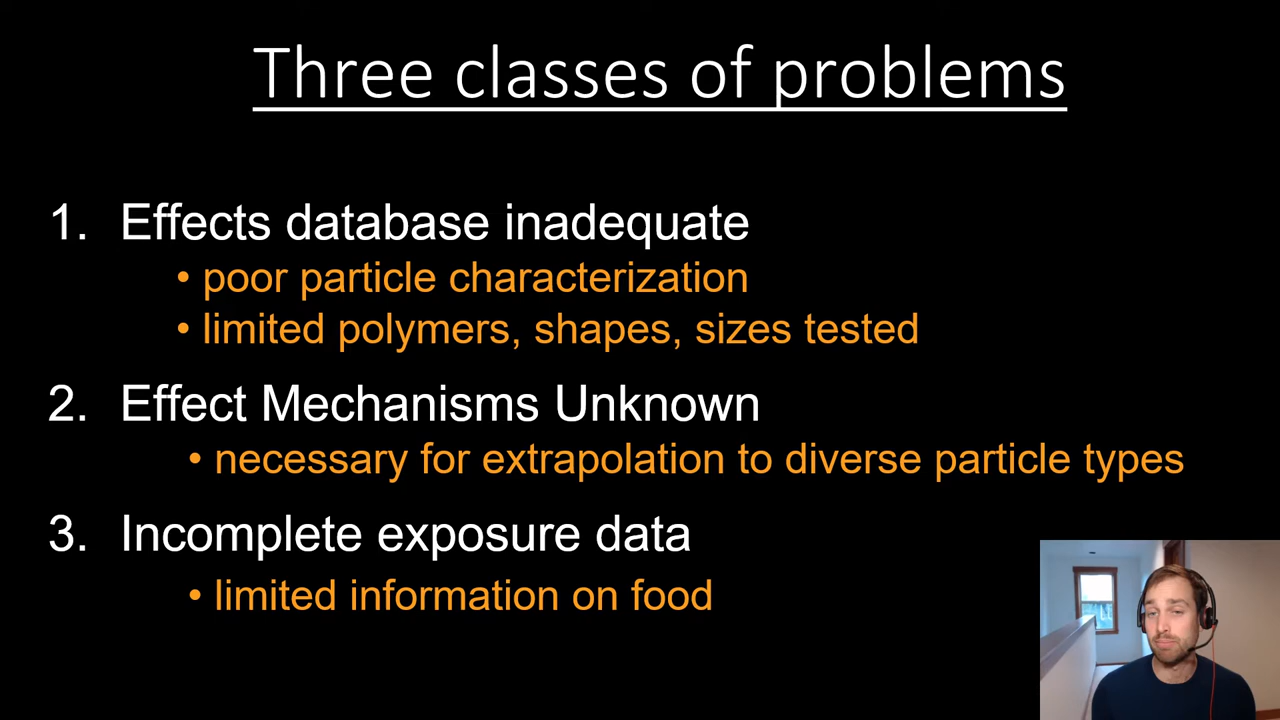 Three classes of problems
1. Effects database inadequate
• poor particle characterization
• limited polymers, shapes, sizes tested
2. Effect Mechanisms Unknown
• necessary for extrapolation to diverse particle types
3. Incomplete exposure data
• limited information on food